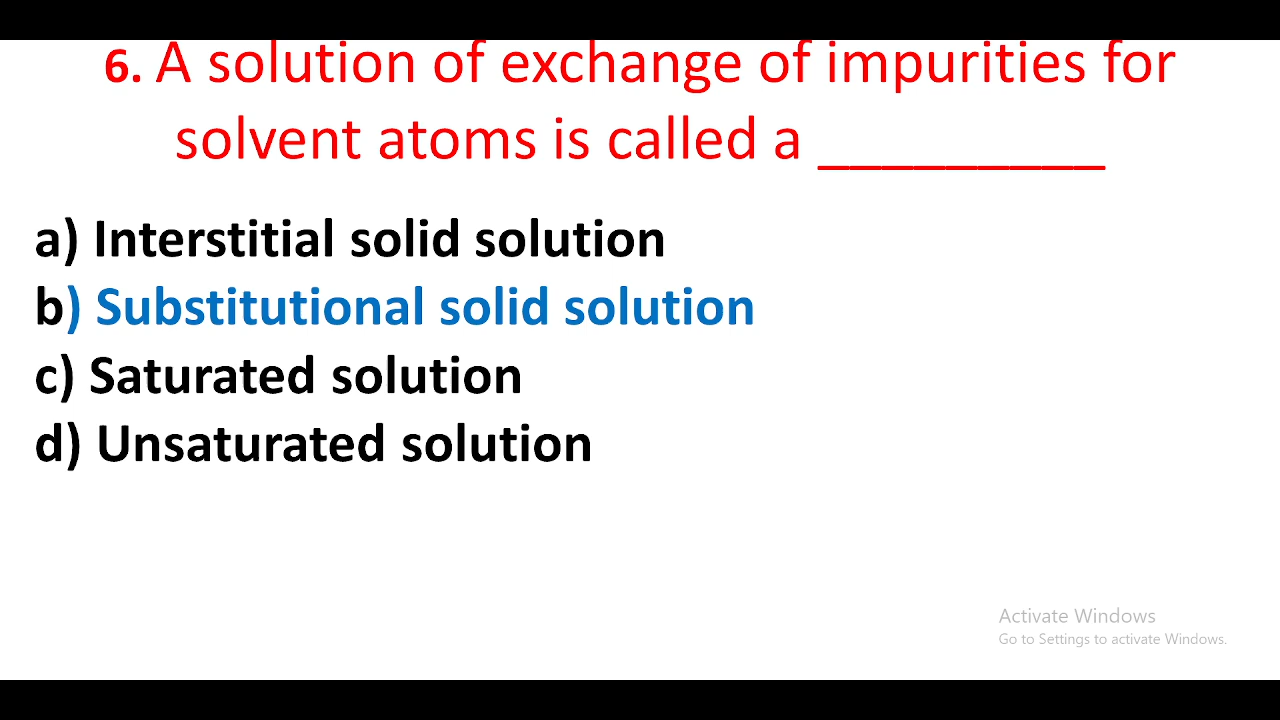 6. A solution of exchange of impurities for
solvent atoms is called a _________
a) Interstitial solid solution
b) Substitutional solid solution
c) Saturated solution
d) Unsaturated solution
Activate Windows
Go to Settings to activate Windows.